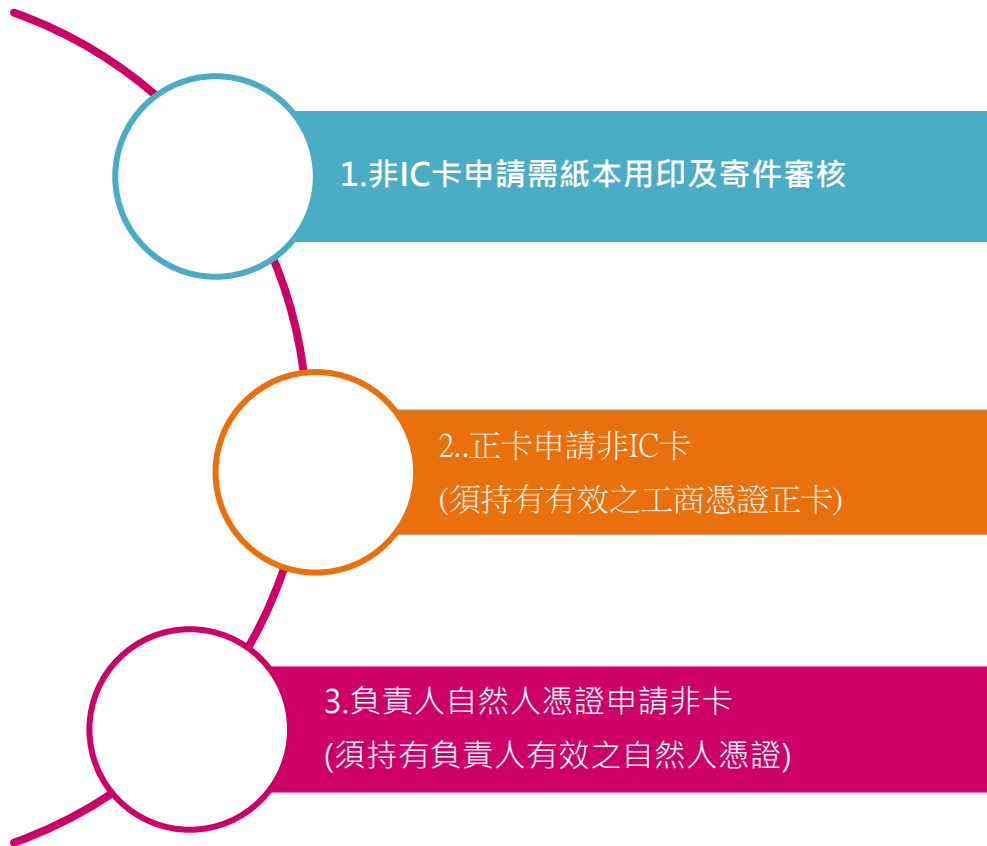 1.非IC卡申請需紙本用印及寄件審核
2..正卡申請非IC卡
(須持有有效之工商憑證正卡)
3.負責人自然人憑證申請非卡
(須持有負責人有效之自然人憑證)